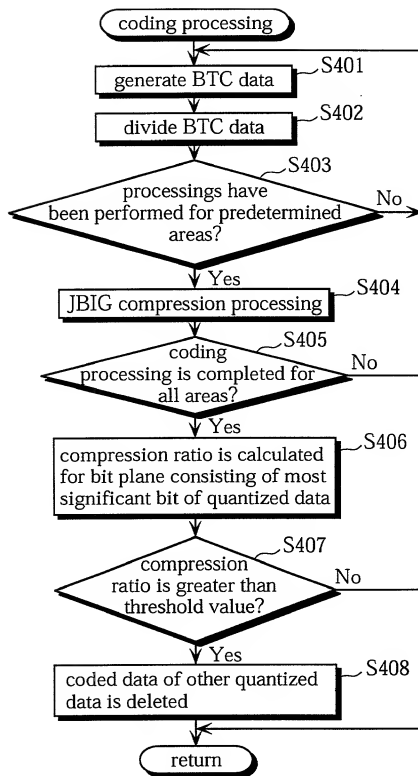 coding processing
S401
generate BTC data
S402
divide BTC data
S403
processings have
been performed for predetermined
areas?
No
Yes
S404
JBIG compression processing
S405
coding
processing is completed for
all areas?
No
Yes
S406
compression ratio is calculated
for bit plane consisting of most
significant bit of quantized data
S407
compression
ratio is greater than
threshold value?
No
Yes
S408
coded data of other quantized
data is deleted
return